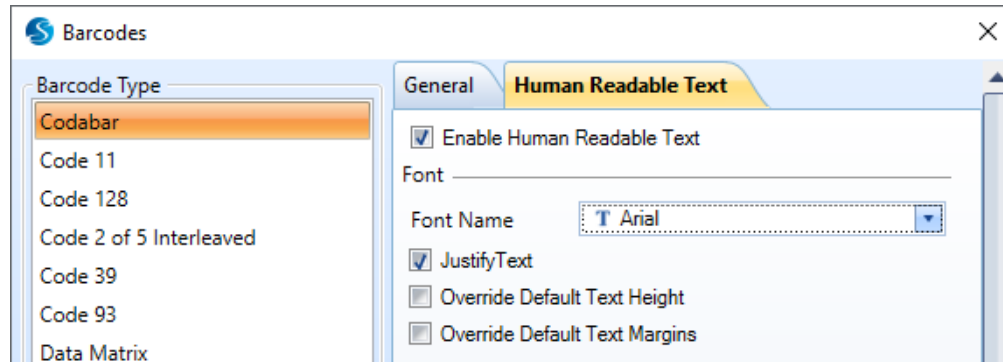 Barcodes
Barcode Type
Codabar
Code 11
Code 128
Code 2 of 5 Interleaved
Code 39
Code 93
Data Matrix
General
Human Readable Text
Enable Human Readable Text
Font
Font Name
T Arial
JustifyText
Override Default Text Height
Override Default Text Margins